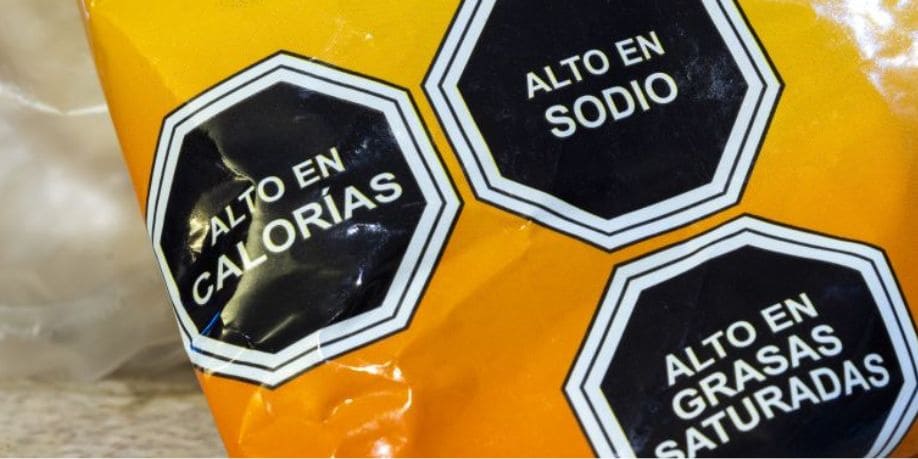 ALTO EN
CALORÍAS
ALTO EN
SODIO
ALTO EN
GRASAS
SATURADAS